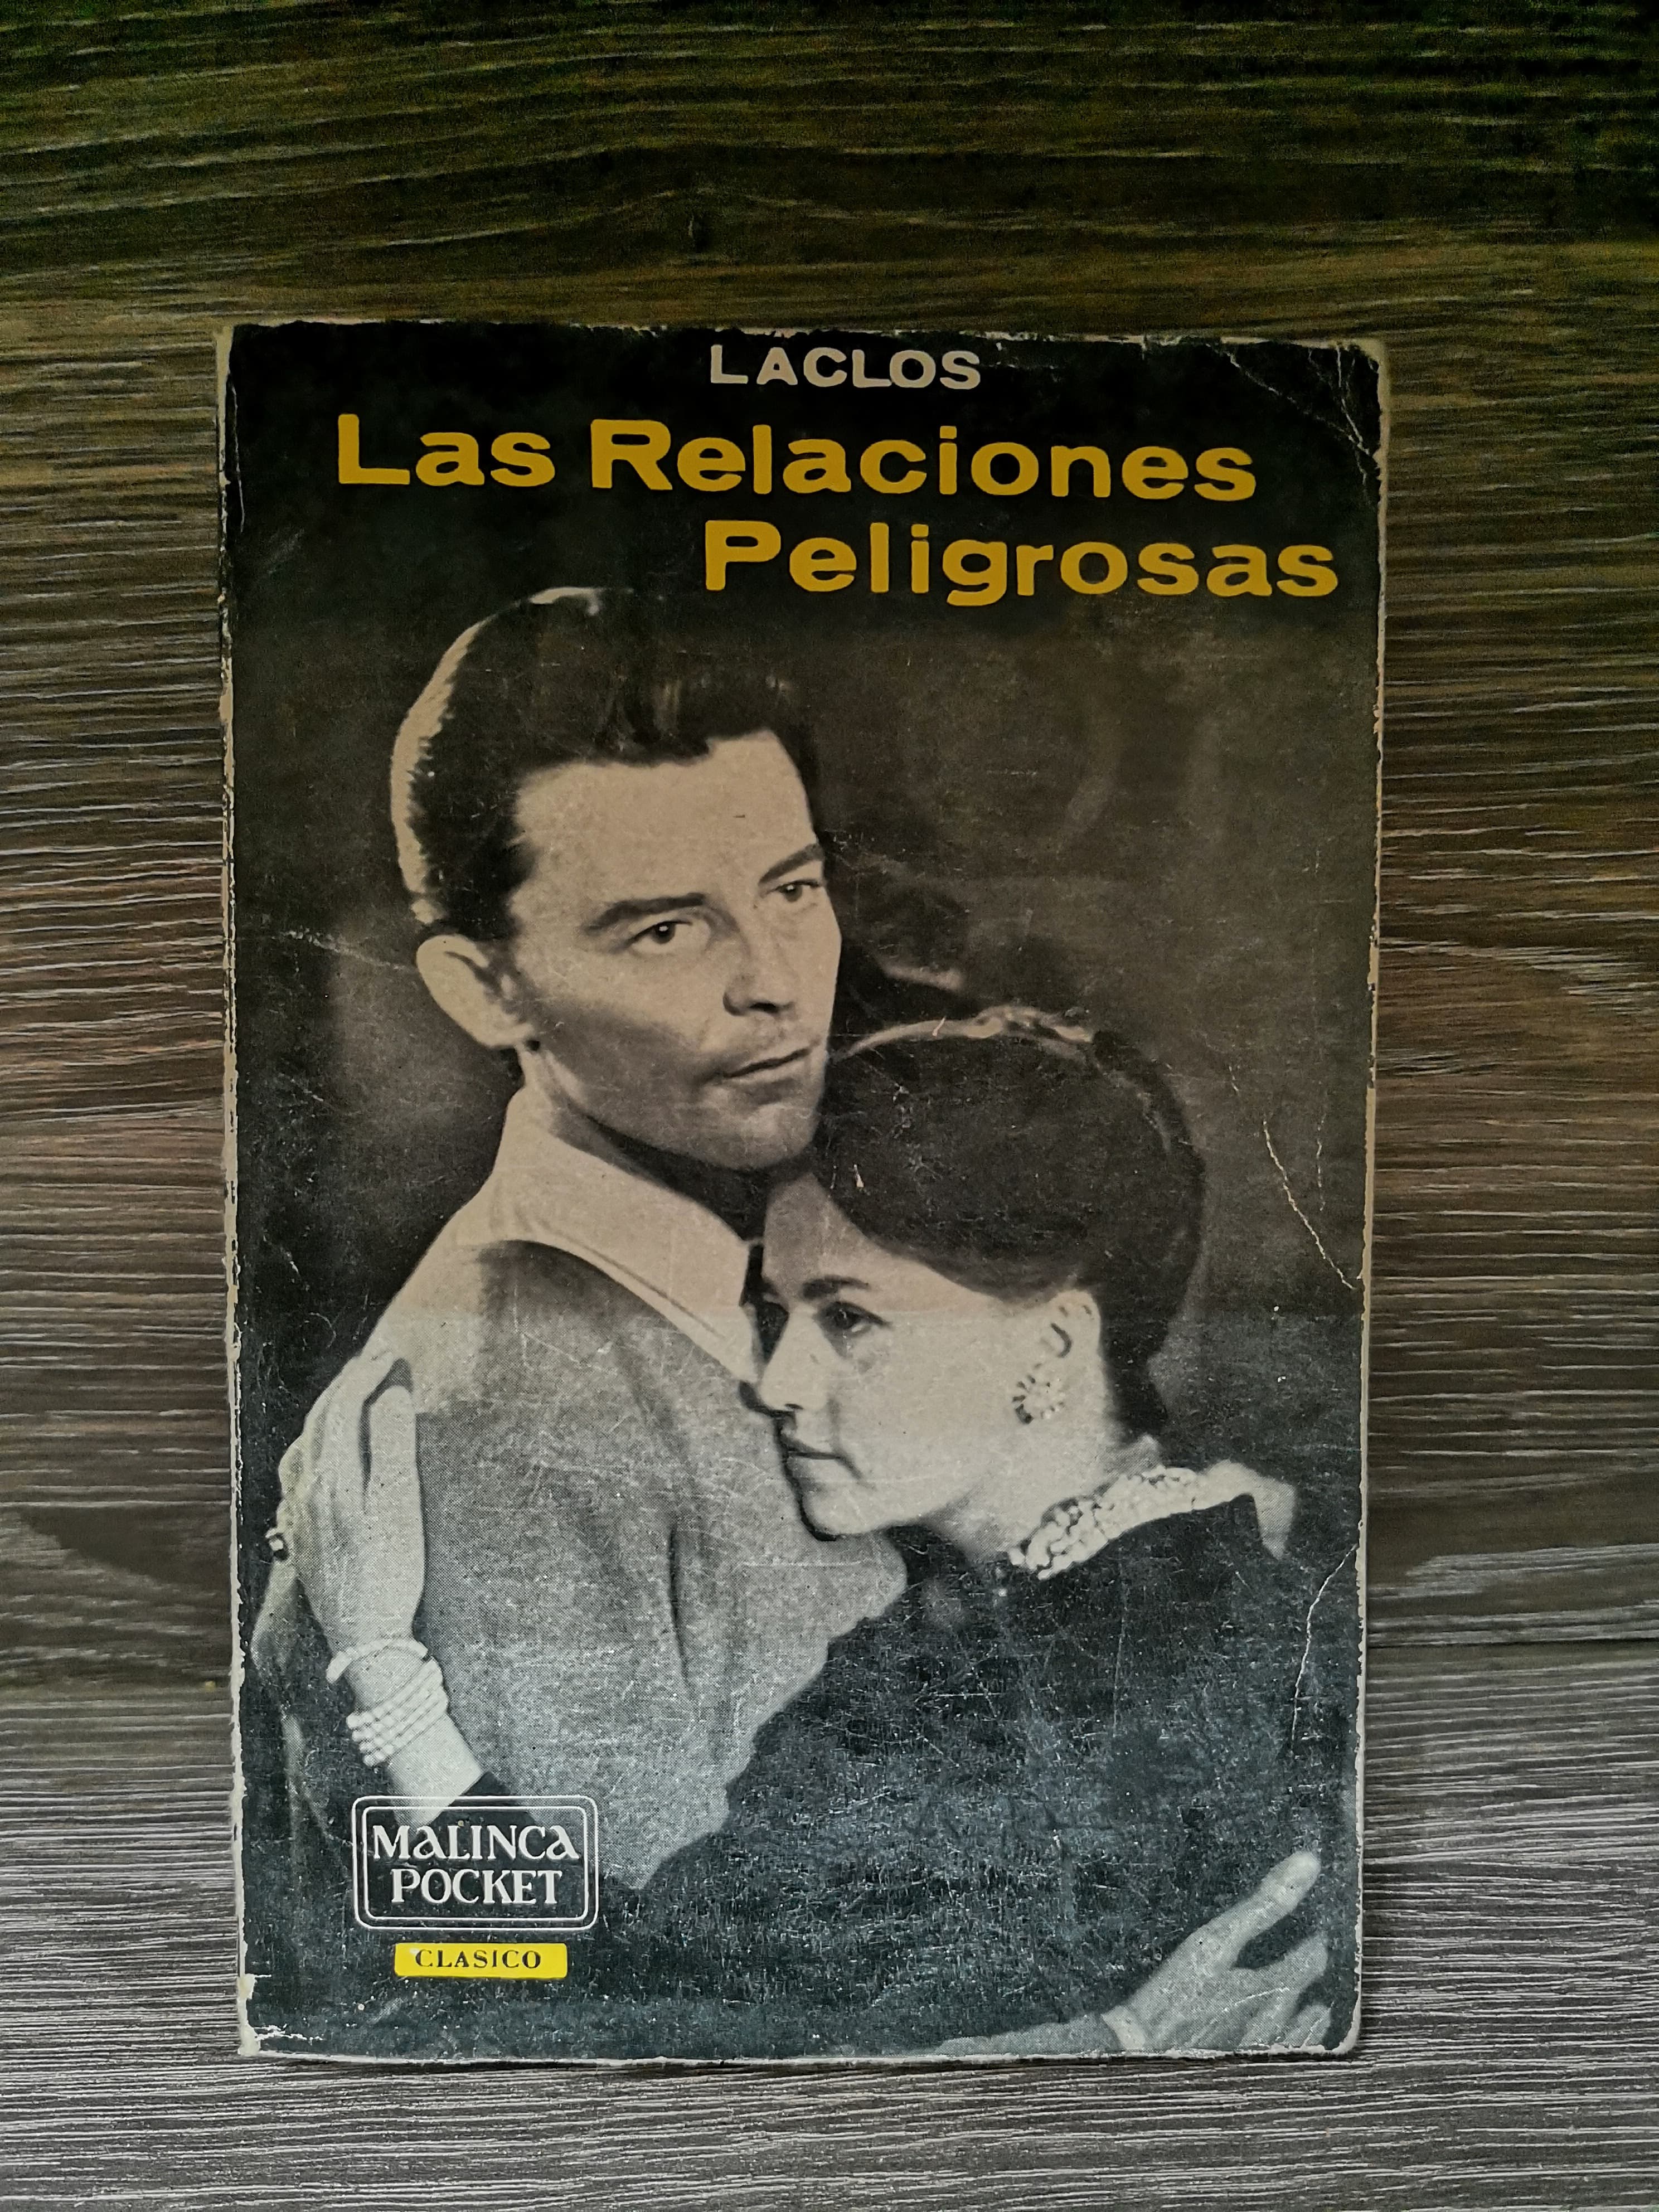 LACLOS
Las Relaciones
Peligrosas
MALINCA
POCKET
CLASICO